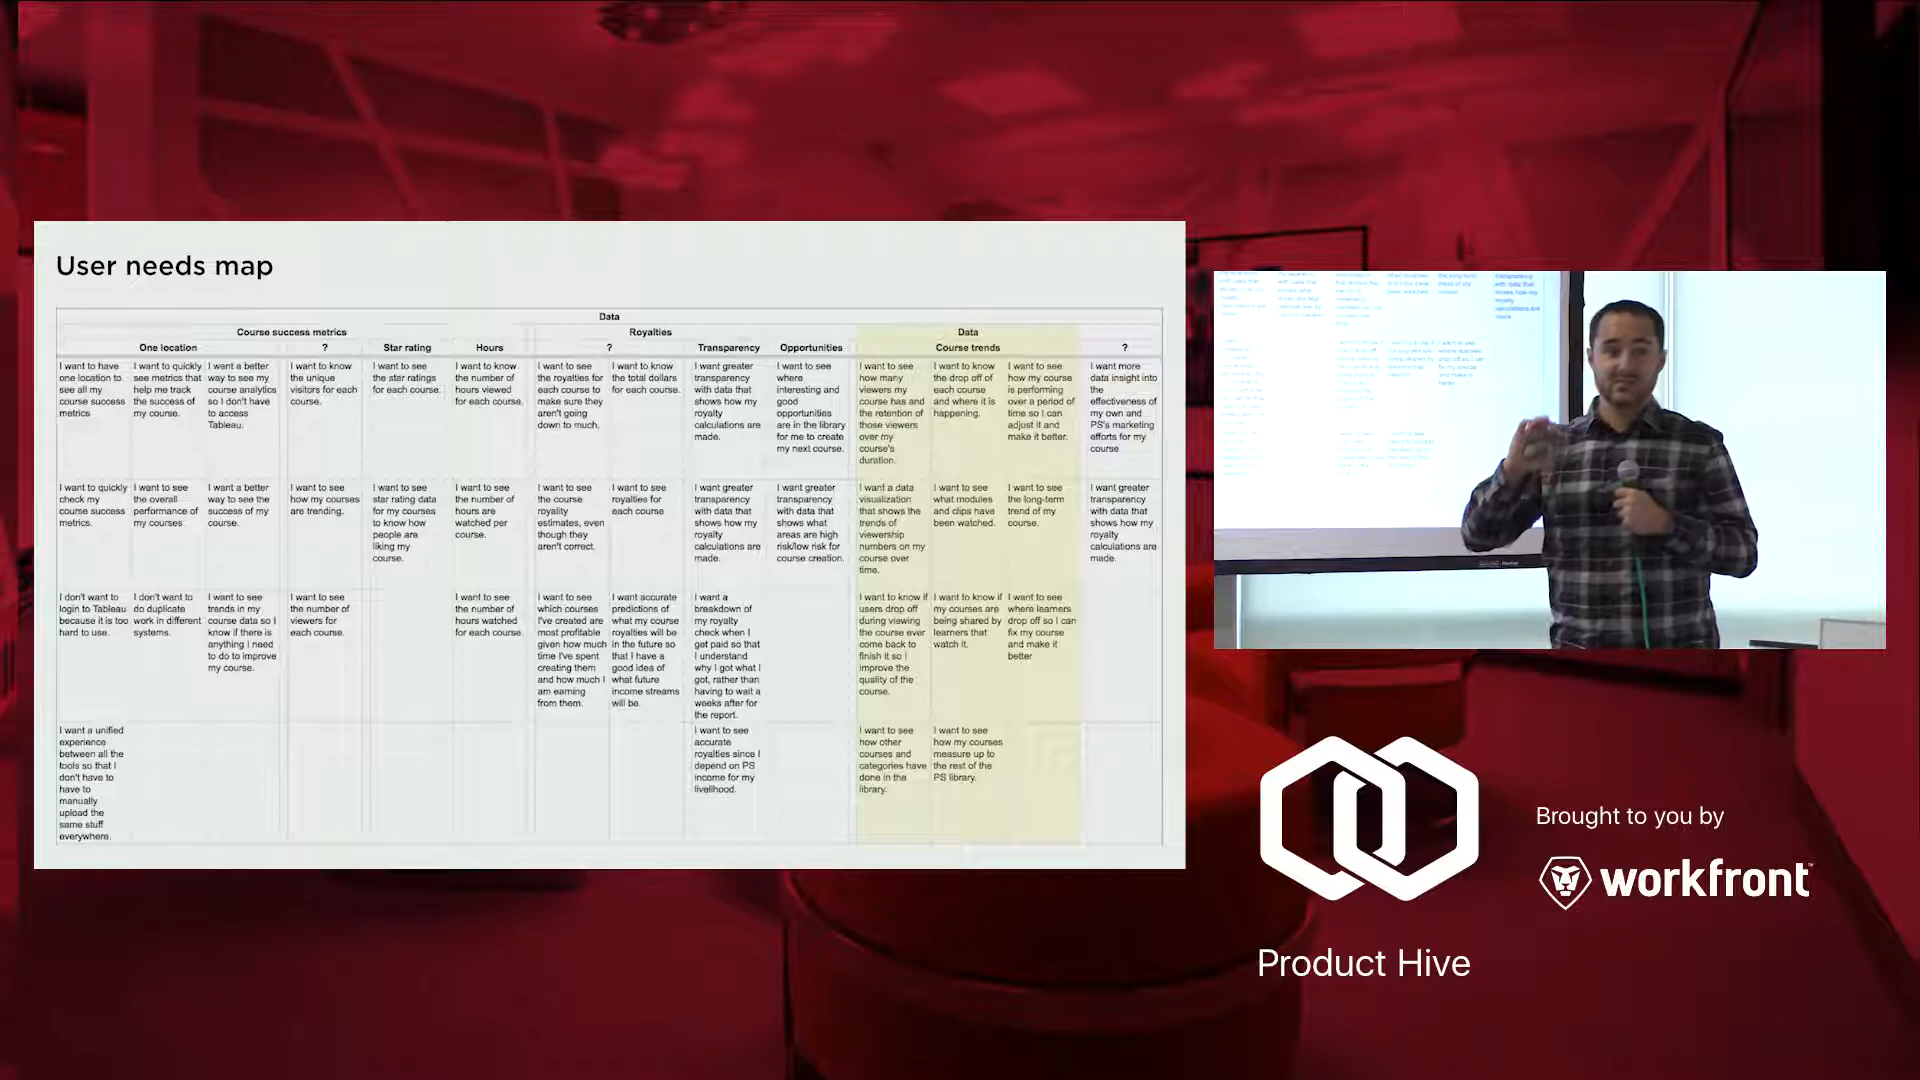 User needs map
Data
Course success metrics
Royalties
Data
One location
?
Star rating
Hours
?
Transparency
Opportunities
Course trends
?
I want to have
one location to
see all my
course success
metrics
I want to quickly
see metrics that
help me track
the success of
my course.
I want a better
way to see my
course analytics
so I don't have
to access
Tableau.
I want to know
the unique
visitors for each
course.
I want to see
the star ratings
for each course.
I want to know
the number of
hours viewed
for each course.
I want to see
the royalties for
each course to
make sure they
aren't going
down to much.
I want to know
the total dollars
for each course.
I want greater
transparency
with data that
shows how my
royalty
calculations are
made.
I want to see
where
interesting and
good
opportunities
are in the library
for me to create
my next course.
I want to see
how many
viewers my
course has and
the retention of
those viewers
over my
course's
duration.
I want to know
the drop off of
each course
and where it is
happening.
I want to see
how my course
is performing
over a period of
time so I can
adjust it and
make it better.
I want more
data insight into
the
effectiveness of
my own and
PS's marketing
efforts for my
course
I want to quickly
check my
course success
metrics.
I want to see
the overall
performance of
my courses
I want a better
way to see the
success of my
course.
I want to see
how my courses
are trending.
I want to see
star rating data
for my courses
to know how
people are
liking my
course.
I want to see
the number of
hours are
watched per
course.
I want to see
the course
royality
estimates, even
though they
aren't correct.
I want to see
royalties for
each course
I want greater
transparency
with data that
shows how my
royalty
calculations are
made.
I want greater
transparency
with data that
shows what
areas are high
risk/low risk for
course creation.
I want a data
visualization
that shows the
trends of
viewership
numbers on my
course over
time.
I want to see
what modules
and clips have
been watched.
I want to see
the long-term
trend of my
course.
I want greater
transparency
with data that
shows how my
royalty
calculations are
made.
I don't want to
login to Tableau
because it is too
hard to use.
I don't want to
do duplicate
work in different
systems.
I want to see
trends in my
course data so I
know if there is
anything I need
to do to improve
my course.
I want to see
the number of
viewers for
each course.
I want to see
the number of
hours watched
for each course.
I want to see
which courses
I've created are
most profitable
given how much
time I've spent
creating them
and how much I
am earning
from them.
I want accurate
predictions of
what my course
royalties will be
in the future so
that I have a
good idea of
what future
income streams
will be.
I want a
breakdown of
my royalty
check when I
get paid so that
I understand
why I got what I
got, rather than
having to wait a
weeks after for
the report.
I want to know if
users drop off
during viewing
the course ever
come back to
finish it so I
improve the
quality of the
course.
I want to know if
my courses are
being shared by
learners that
watch it.
I want to see
where learners
drop off so I can
fix my course
and make it
better
I want a unified
experience
between all the
tools so that I
don't have to
have to
manually
upload the
same stuff
everywhere.
I want to see
accurate
royalties since I
depend on PS
income for my
livelihood.
I want to see
how other
courses and
categories have
done in the
library.
I want to see
how my courses
measure up to
the rest of the
PS library.
Brought to you by
workfront
Product Hive